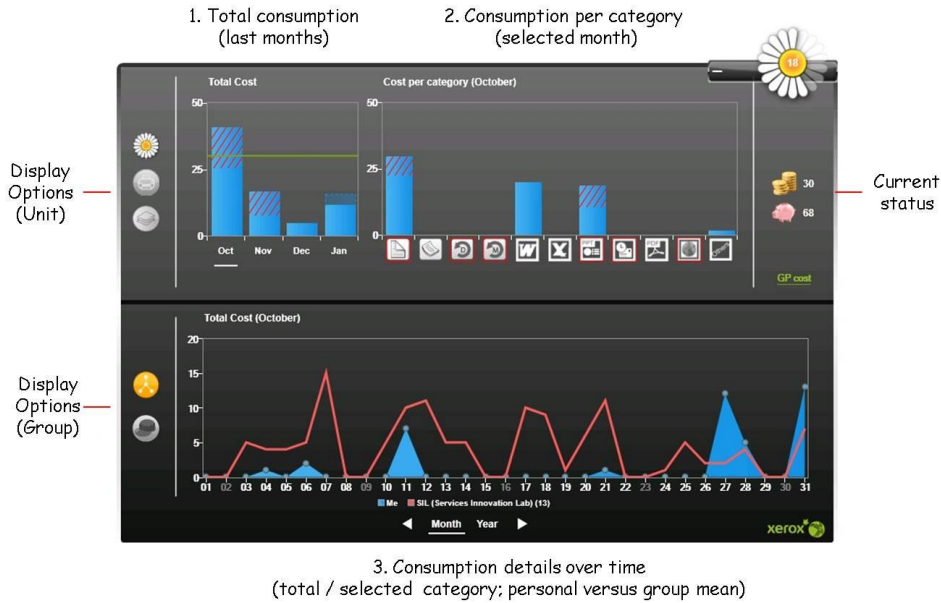 1. Total consumption
(last months)
2. Consumption per category
(selected month)
18
Total Cost
Cost per category (October)
50
25
0
Oct
Nov
Dec
Jan
50
25
0
D
M
W
X
PPT
PDF
Other
30
68
GP cost
Display
Options
(Unit)
Current
status
Total Cost (October)
20
15
10
5
0
01 02 03 04 05 06 07 08 09 10 11 12 13 14 15 16 17 18 19 20 21 22 23 24 25 26 27 28 29 30 31
Me SIL (Services Innovation Lab) (13)
Month Year
xerox
Display
Options
(Group)
3. Consumption details over time
(total / selected category; personal versus group mean)